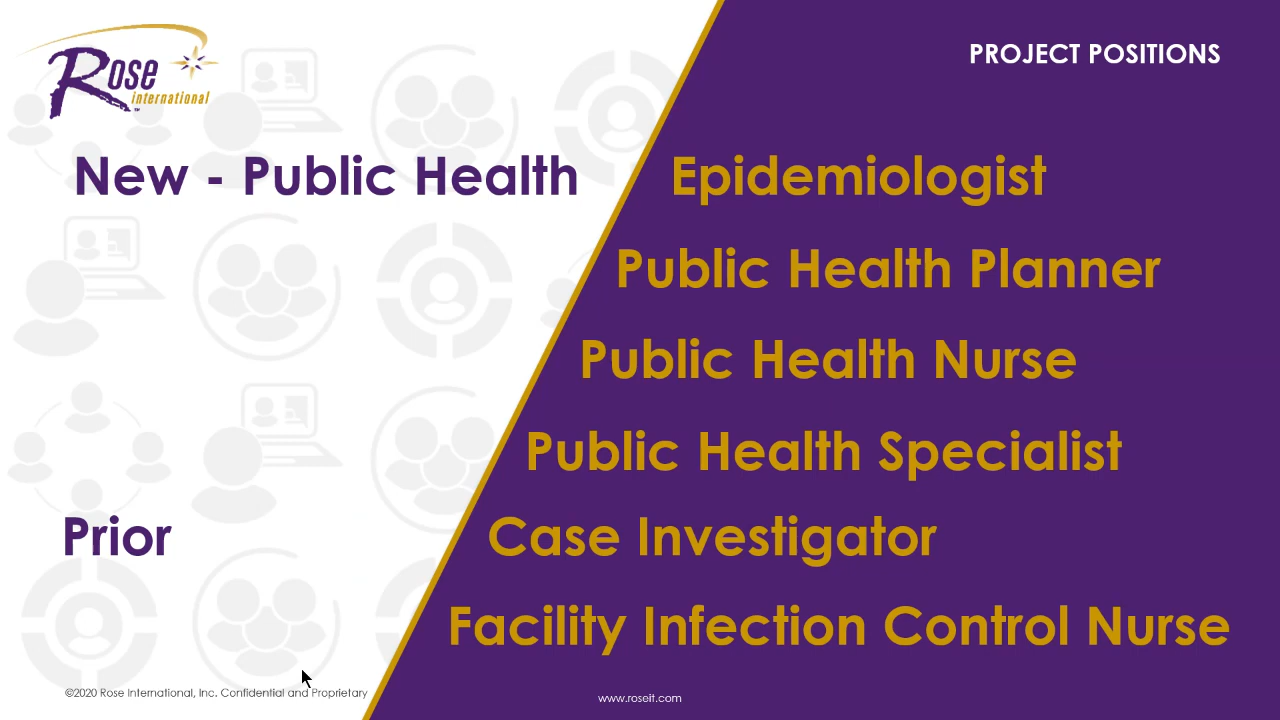 Rose
international
TM
PROJECT POSITIONS
New - Public Health
Epidemiologist
Public Health Planner
Public Health Nurse
Public Health Specialist
Prior
Case Investigator
Facility Infection Control Nurse
©2020 Rose International, Inc. Confidential and Proprietary
www.roseit.com